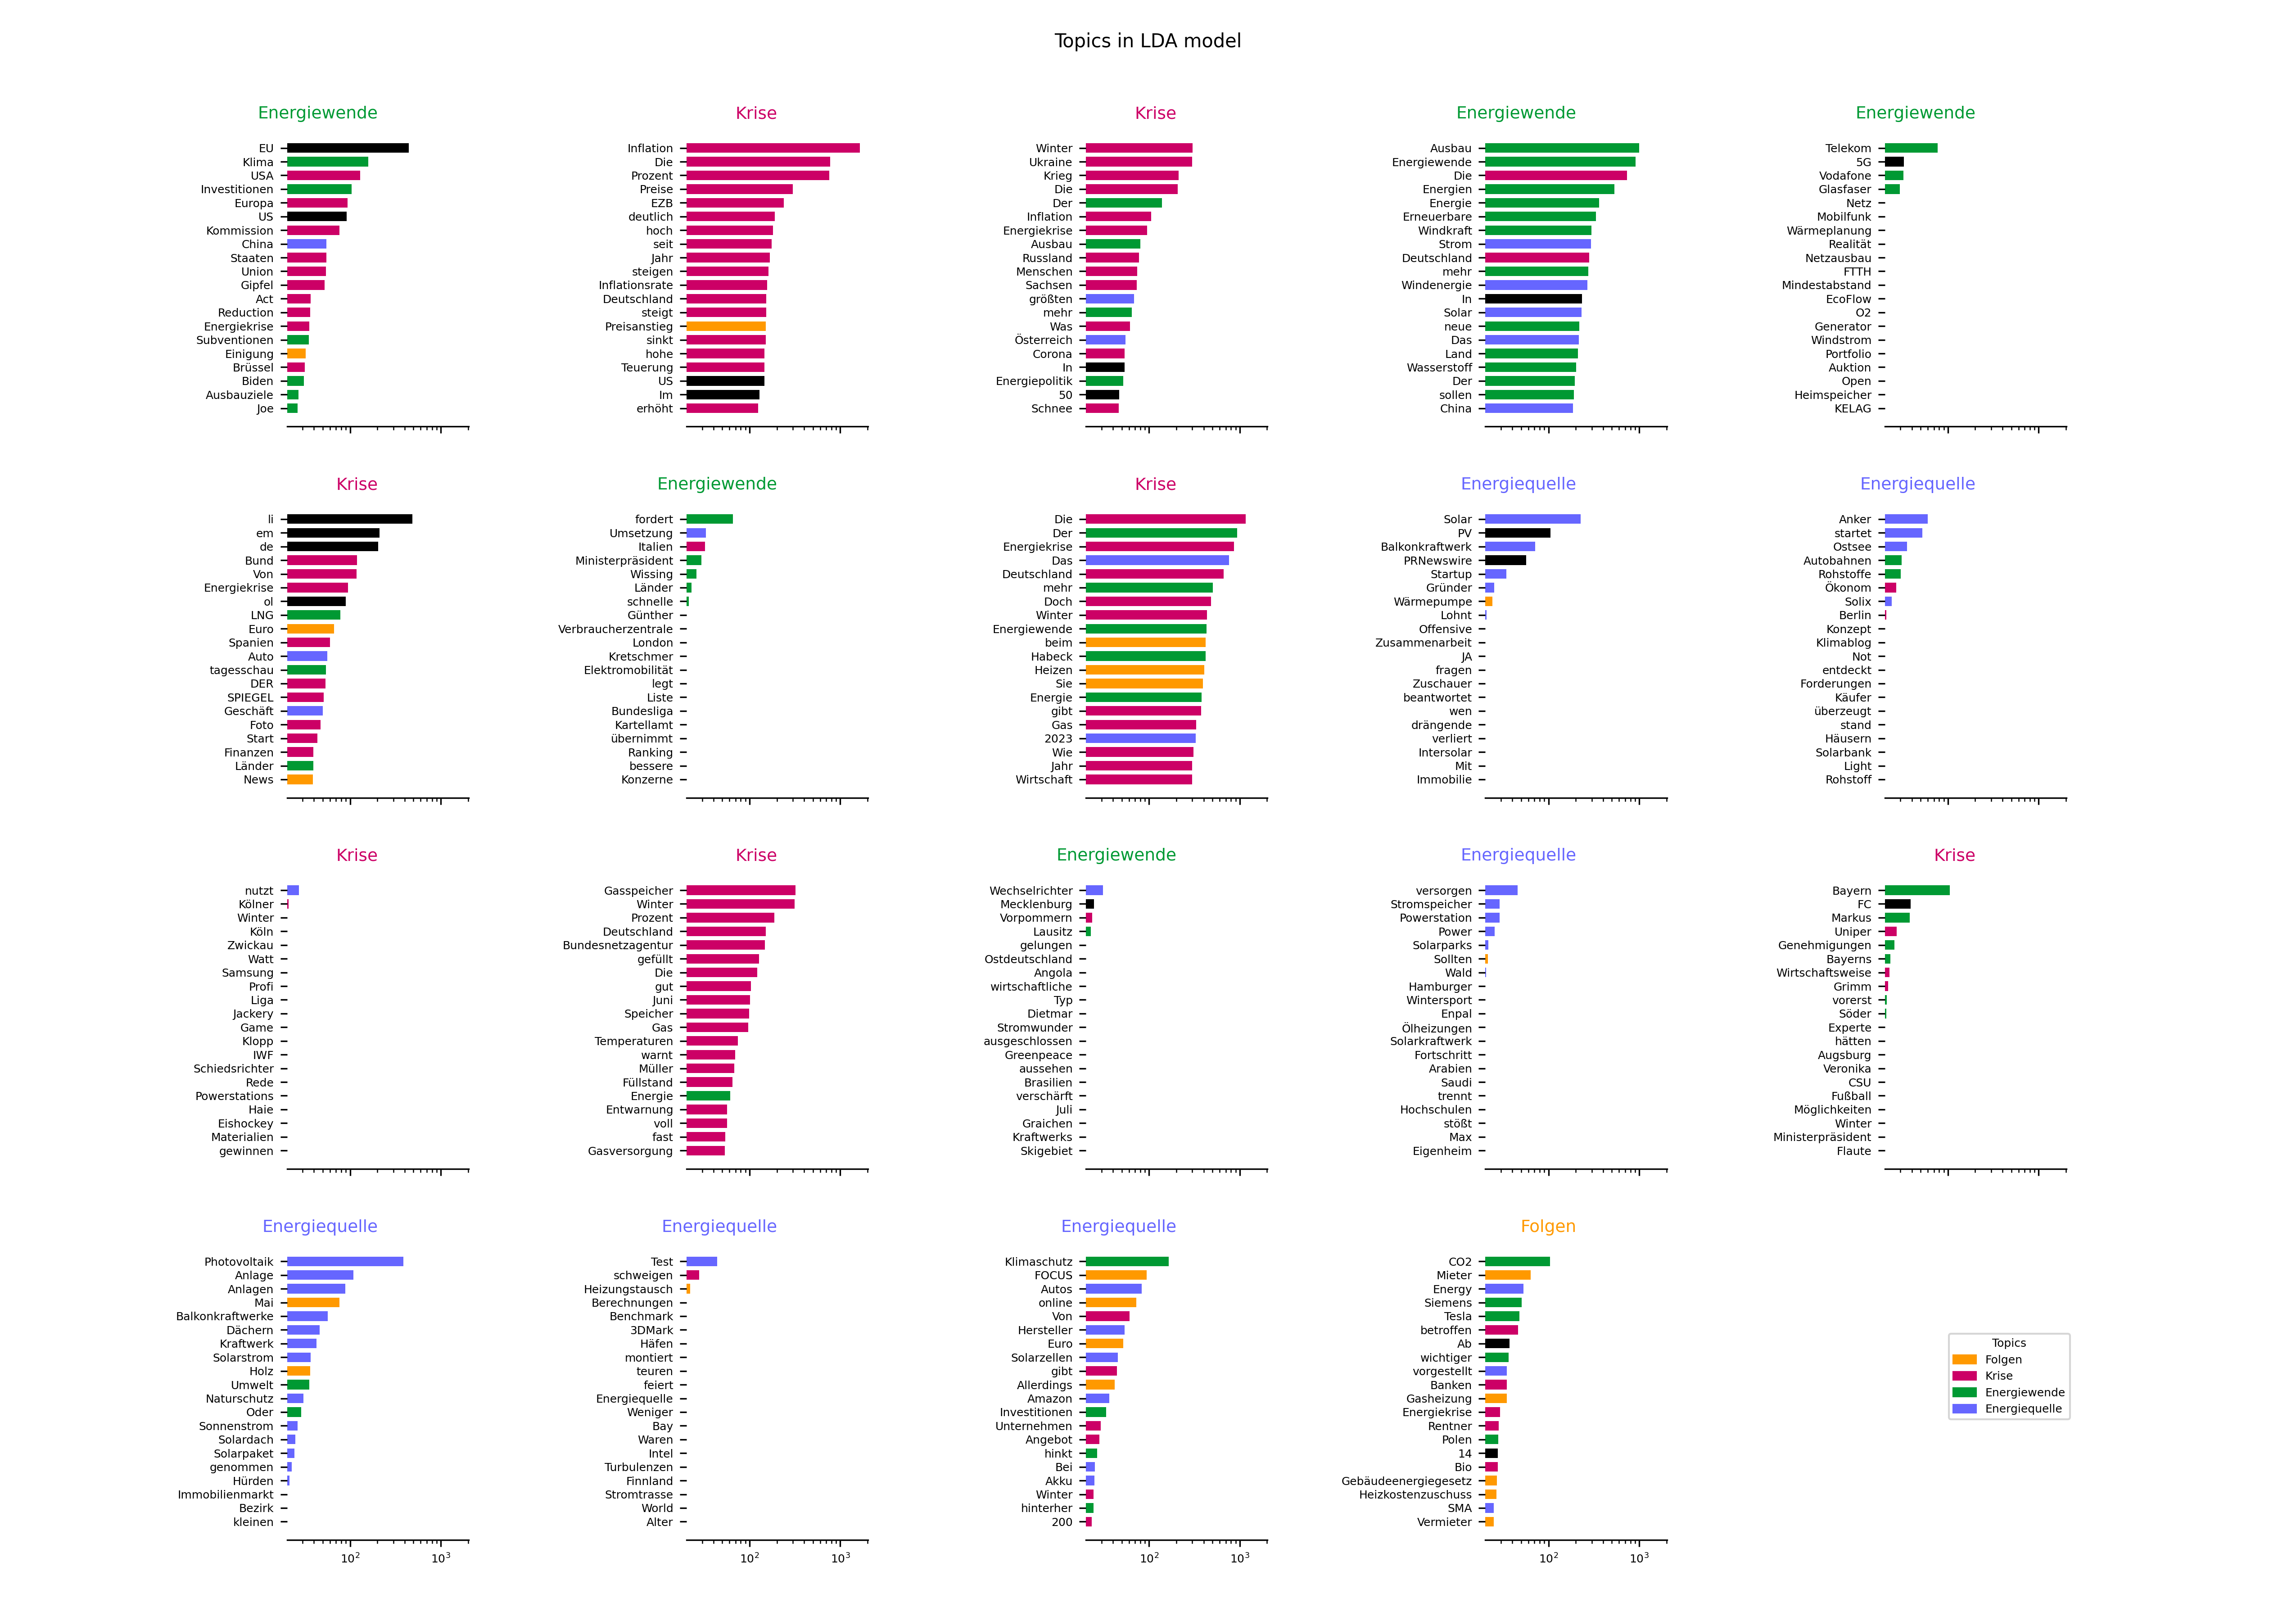 Topics in LDA model
Energiewende
EU
Klima
USA
Investitionen
Europa
US
Kommission
China
Staaten
Union
Gipfel
Act
Reduction
Energiekrise
Subventionen
Einigung
Brüssel
Biden
Ausbauziele
Joe
Krise
Inflation
Die
Prozent
Preise
EZB
deutlich
hoch
seit
Jahr
steigen
Inflationsrate
Deutschland
steigt
Preisanstieg
sinkt
hohe
Teuerung
US
Im
erhöht
Krise
Winter
Ukraine
Krieg
Die
Der
Inflation
Energiekrise
Ausbau
Russland
Menschen
Sachsen
größten
mehr
Was
Österreich
Corona
In
Energiepolitik
50
Schnee
Energiewende
Ausbau
Energiewende
Die
Energien
Energie
Erneuerbare
Windkraft
Strom
Deutschland
mehr
Windenergie
In
Solar
neue
Das
Land
Wasserstoff
Der
sollen
China
Energiewende
Telekom
5G
Vodafone
Glasfaser
Netz
Mobilfunk
Wärmeplanung
Realität
Netzausbau
FTTH
Mindestabstand
EcoFlow
O2
Generator
Windstrom
Portfolio
Auktion
Open
Heimspeicher
KELAG
Krise
li
em
de
Bund
Von
Energiekrise
ol
LNG
Euro
Spanien
Auto
tagesschau
DER
SPIEGEL
Geschäft
Foto
Start
Finanzen
Länder
News
Energiewende
fordert
Umsetzung
Italien
Ministerpräsident
Wissing
Länder
schnelle
Günther
Verbraucherzentrale
London
Kretschmer
Elektromobilität
legt
Liste
Bundesliga
Kartellamt
übernimmt
Ranking
bessere
Konzerne
Krise
Die
Der
Energiekrise
Das
Deutschland
mehr
Doch
Winter
Energiewende
beim
Habeck
Heizen
Sie
Energie
gibt
Gas
2023
Wie
Jahr
Wirtschaft
Energiequelle
Solar
PV
Balkonkraftwerk
PRNewswire
Startup
Gründer
Wärmepumpe
Lohnt
Offensive
Zusammenarbeit
JA
fragen
Zuschauer
beantwortet
wen
drängende
verliert
Intersolar
Mit
Immobilie
Energiequelle
Anker
startet
Ostsee
Autobahnen
Rohstoffe
Ökonom
Solix
Berlin
Konzept
Klimablog
Not
entdeckt
Forderungen
Käufer
überzeugt
stand
Häusern
Solarbank
Light
Rohstoff
Krise
nutzt
Kölner
Winter
Köln
Zwickau
Watt
Samsung
Profi
Liga
Jackery
Game
Klopp
IWF
Schiedsrichter
Rede
Powerstations
Haie
Eishockey
Materialien
gewinnen
Krise
Gasspeicher
Winter
Prozent
Deutschland
Bundesnetzagentur
gefüllt
Die
gut
Juni
Speicher
Gas
Temperaturen
warnt
Müller
Füllstand
Energie
Entwarnung
voll
fast
Gasversorgung
Energiewende
Wechselrichter
Mecklenburg
Vorpommern
Lausitz
gelungen
Ostdeutschland
Angola
wirtschaftliche
Typ
Dietmar
Stromwunder
ausgeschlossen
Greenpeace
aussehen
Brasilien
verschärft
Juli
Graichen
Kraftwerks
Skigebiet
Energiequelle
versorgen
Stromspeicher
Powerstation
Power
Solarparks
Sollten
Wald
Hamburger
Wintersport
Enpal
Ölheizungen
Solarkraftwerk
Fortschritt
Arabien
Saudi
trennt
Hochschulen
stößt
Max
Eigenheim
Krise
Bayern
FC
Markus
Uniper
Genehmigungen
Bayerns
Wirtschaftsweise
Grimm
vorerst
Söder
Experte
hätten
Augsburg
Veronika
CSU
Fußball
Möglichkeiten
Winter
Ministerpräsident
Flaute
Energiequelle
Photovoltaik
Anlage
Anlagen
Mai
Balkonkraftwerke
Dächern
Kraftwerk
Solarstrom
Holz
Umwelt
Naturschutz
Oder
Sonnenstrom
Solardach
Solarpaket
genommen
Hürden
Immobilienmarkt
Bezirk
kleinen
10² 10³
Energiequelle
Test
schweigen
Heizungstausch
Berechnungen
Benchmark
3DMark
Häfen
montiert
teuren
feiert
Energiequelle
Weniger
Bay
Waren
Intel
Turbulenzen
Finnland
Stromtrasse
World
Alter
10² 10³
Energiequelle
Klimaschutz
FOCUS
Autos
online
Von
Hersteller
Euro
Solarzellen
gibt
Allerdings
Amazon
Investitionen
Unternehmen
Angebot
hinkt
Bei
Akku
Winter
hinterher
200
10² 10³
Folgen
CO2
Mieter
Energy
Siemens
Tesla
betroffen
Ab
wichtiger
vorgestellt
Banken
Gasheizung
Energiekrise
Rentner
Polen
14
Bio
Gebäudeenergiegesetz
Heizkostenzuschuss
SMA
Vermieter
10² 10³
Topics
Folgen
Krise
Energiewende
Energiequelle